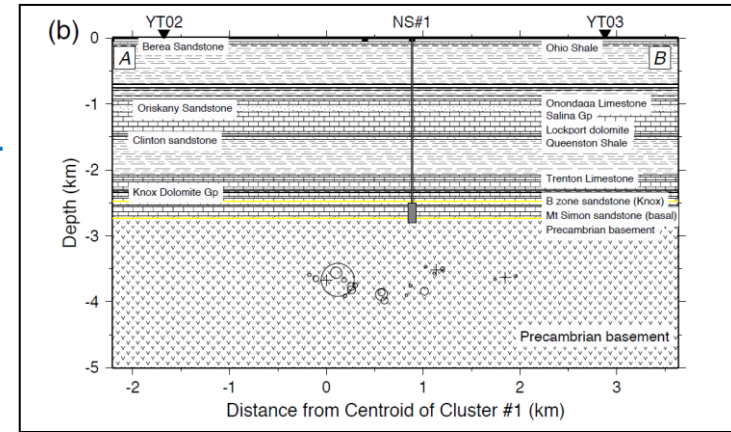 (b)
YT02 NS#1 YT03
0
-1
-2
-3
-4
-5
Depth (km)
A
B
Berea Sandstone
Oriskany Sandstone
Clinton sandstone
Knox Dolomite Gp
Ohio Shale
Onondaaa Limestone
Salina Gp
Lockport dolomite
Queenston Shale
Trenton Limestone
B zone sandstone (Knox)
Mt Simon sandstone (basal)
Precambrian basement
Precambrian basement
-2 -1 0 1 2 3
Distance from Centroid of Cluster #1 (km)